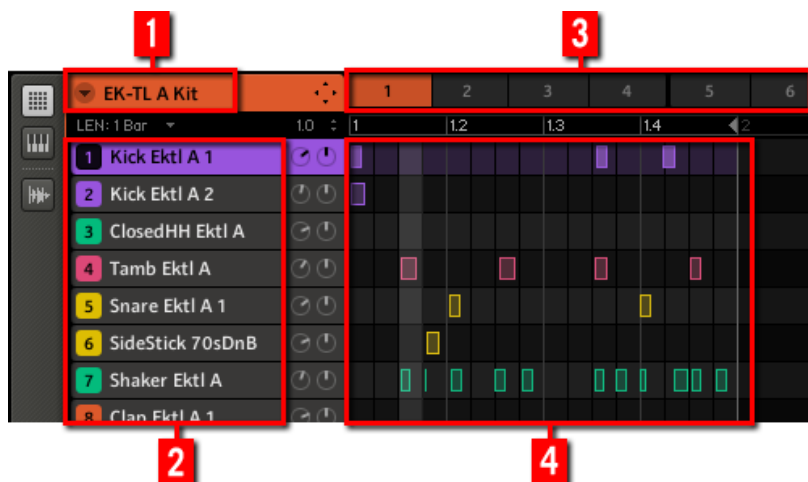 1
3
EK-TL A Kit
1 2 3 4 5 6
LEN: 1 Bar 1.0 1 1.2 1.3 1.4 2
1 Kick Ektl A 1
2 Kick Ektl A 2
3 ClosedHH Ektl A
4 Tamb Ektl A
5 Snare Ektl A 1
6 SideStick 70sDnB
7 Shaker Ektl A
8 Clap Ektl A 1
2
4